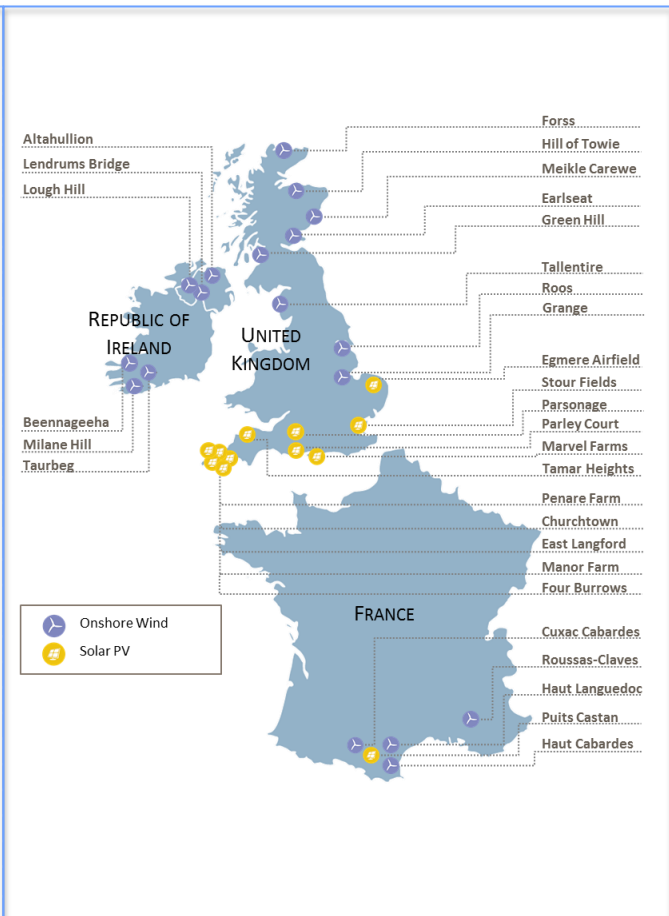 Altahullion
Lendrums Bridge
Lough Hill
Forss
Hill of Towie
Meikle Carewe
Earlseat
Green Hill
Tallentire
Roos
Grange
REPUBLIC OF
IRELAND
UNITED
KINGDOM
Egmere Airfield
Stour Fields
Parsonage
Parley Court
Marvel Farms
Tamar Heights
Beennageeha
Milane Hill
Taurbeg
Penare Farm
Churchtown
East Langford
Manor Farm
Four Burrows
FRANCE
Onshore Wind
Solar PV
Cuxac Cabardes
Roussas-Claves
Haut Languedoc
Puits Castan
Haut Cabardes